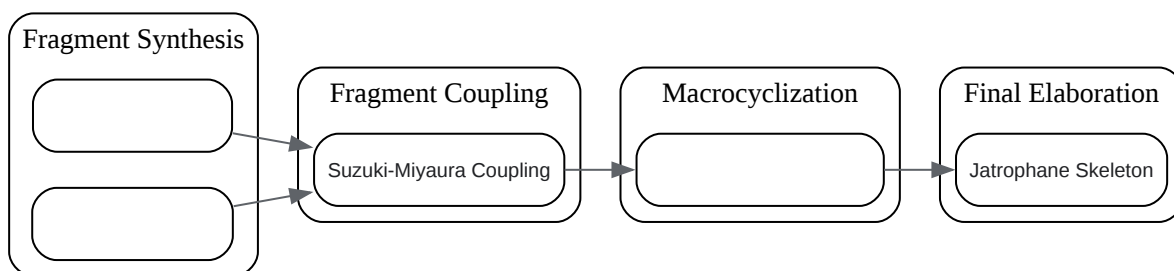 Fragment Synthesis
Fragment Coupling
Suzuki-Miyaura Coupling
Macrocyclization
Final Elaboration
Jatrophane Skeleton